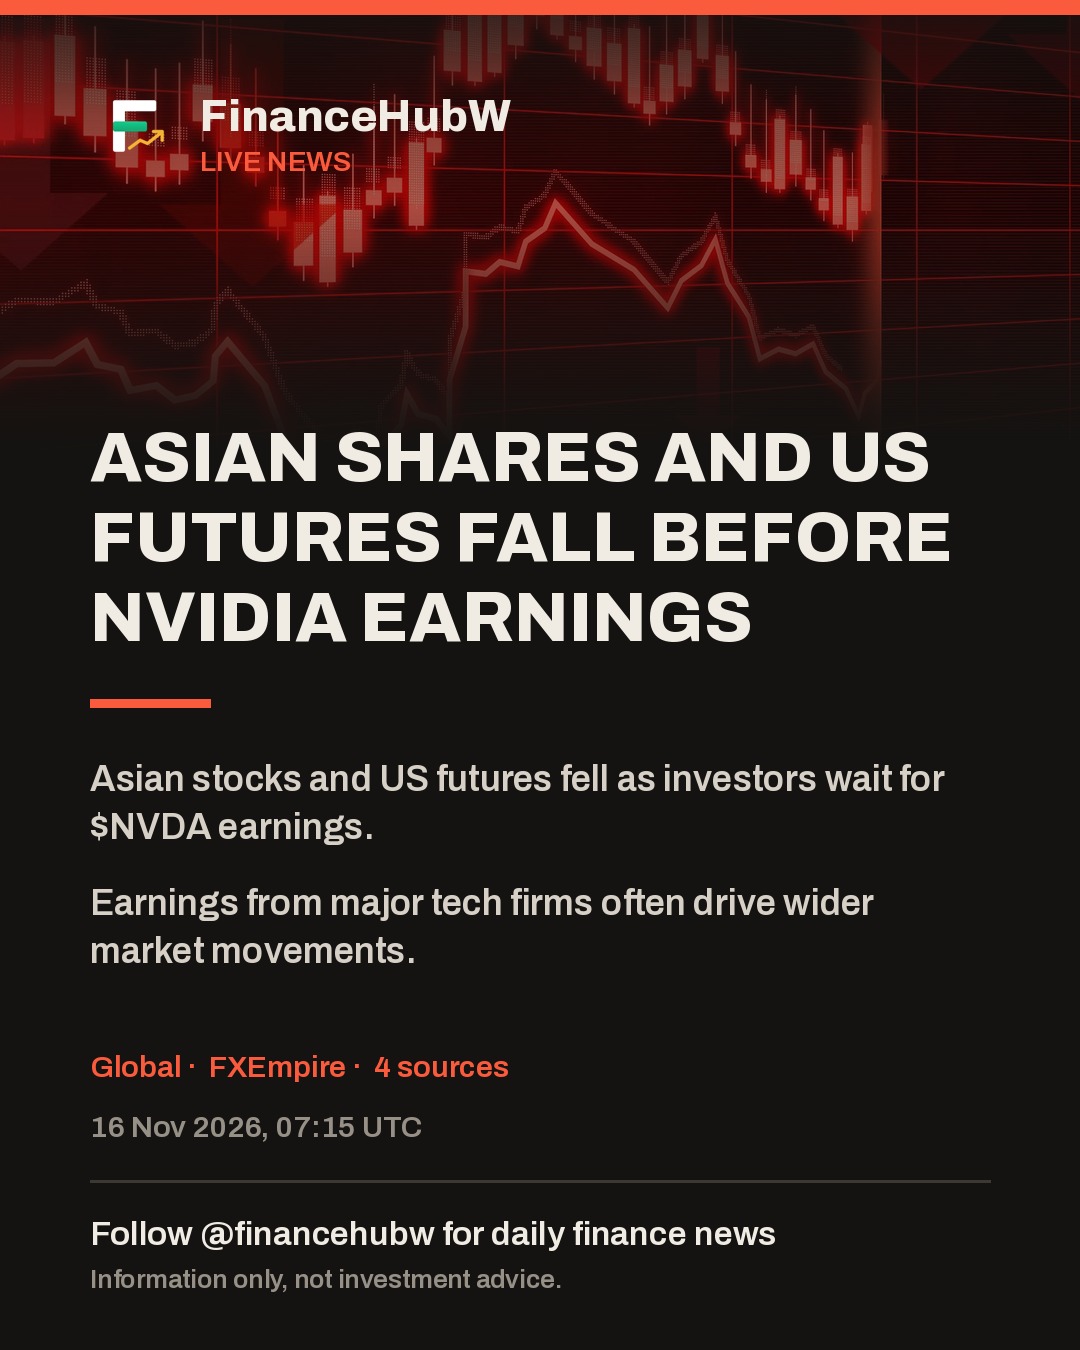 FinanceHubW
LIVE NEWS
ASIAN SHARES AND US
FUTURES FALL BEFORE
NVIDIA EARNINGS
Asian stocks and US futures fell as investors wait for
$NVDA earnings.
Earnings from major tech firms often drive wider
market movements.
Global · FXEmpire · 4 sources
16 Nov 2026, 07:15 UTC
Follow @financehubw for daily finance news
Information only, not investment advice.